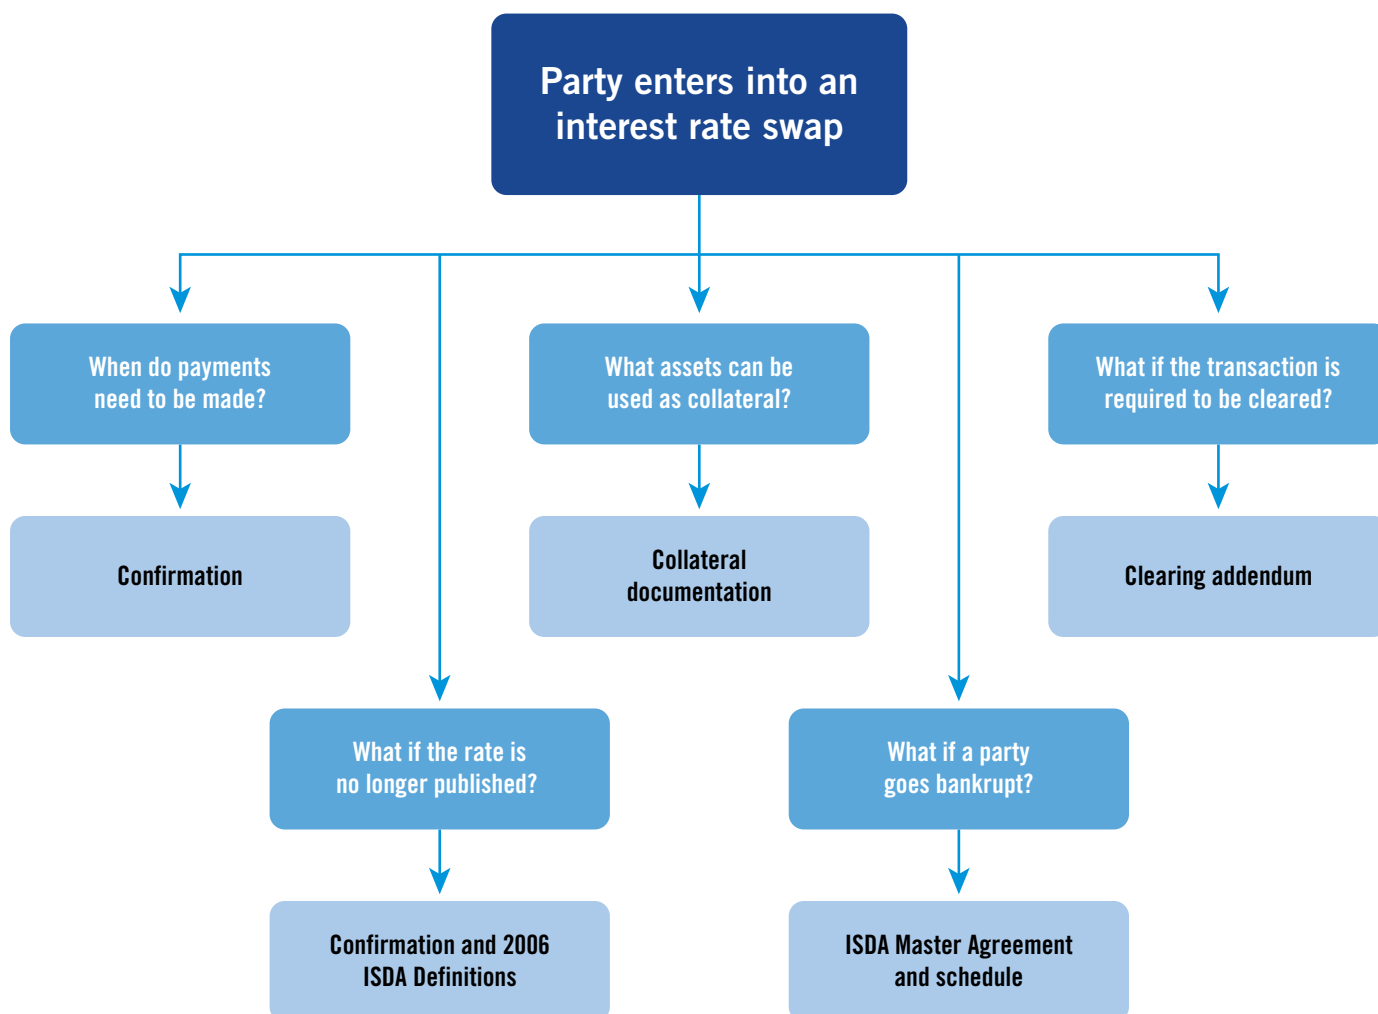 Party enters into an
interest rate swap
When do payments
need to be made?
What assets can be
used as collateral?
What if the transaction is
required to be cleared?
Confirmation
Collateral
documentation
Clearing addendum
What if the rate is
no longer published?
What if a party
goes bankrupt?
Confirmation and 2006
ISDA Definitions
ISDA Master Agreement
and schedule